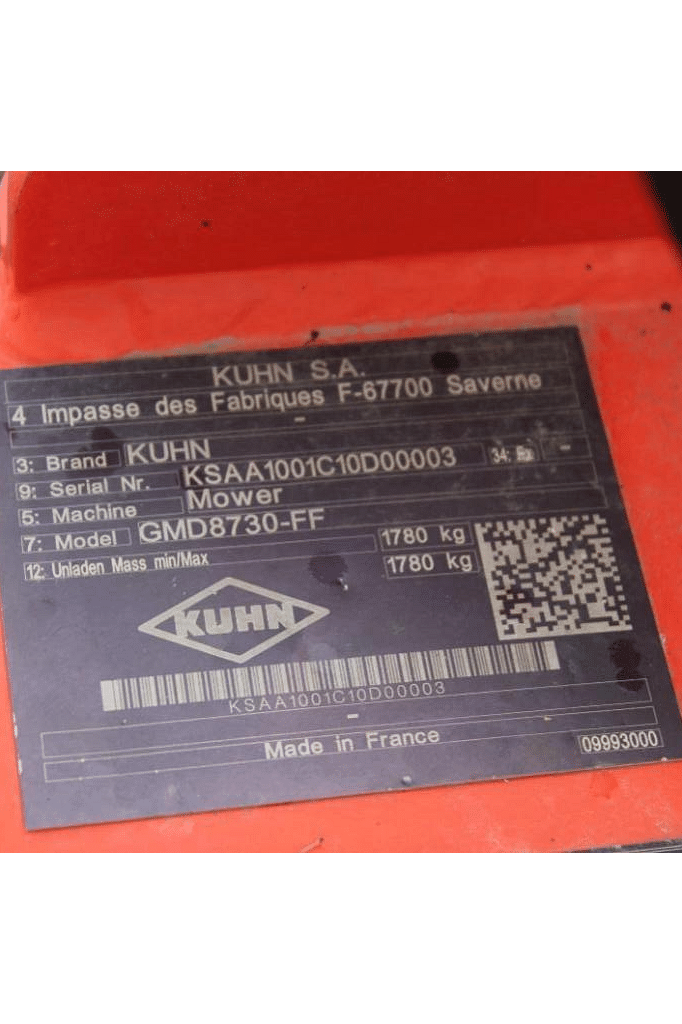 KUHN S.A.
4 Impasse des Fabriques F-67700 Saverne
-
3: Brand KUHN
9: Serial Nr. KSAA1001C10D00003 34: -
5: Machine Mower
7: Model GMD8730-FF
12: Unladen Mass min/Max 1780 kg
1780 kg
KUHN
KSAA1001C10D00003
-
Made in France
09993000